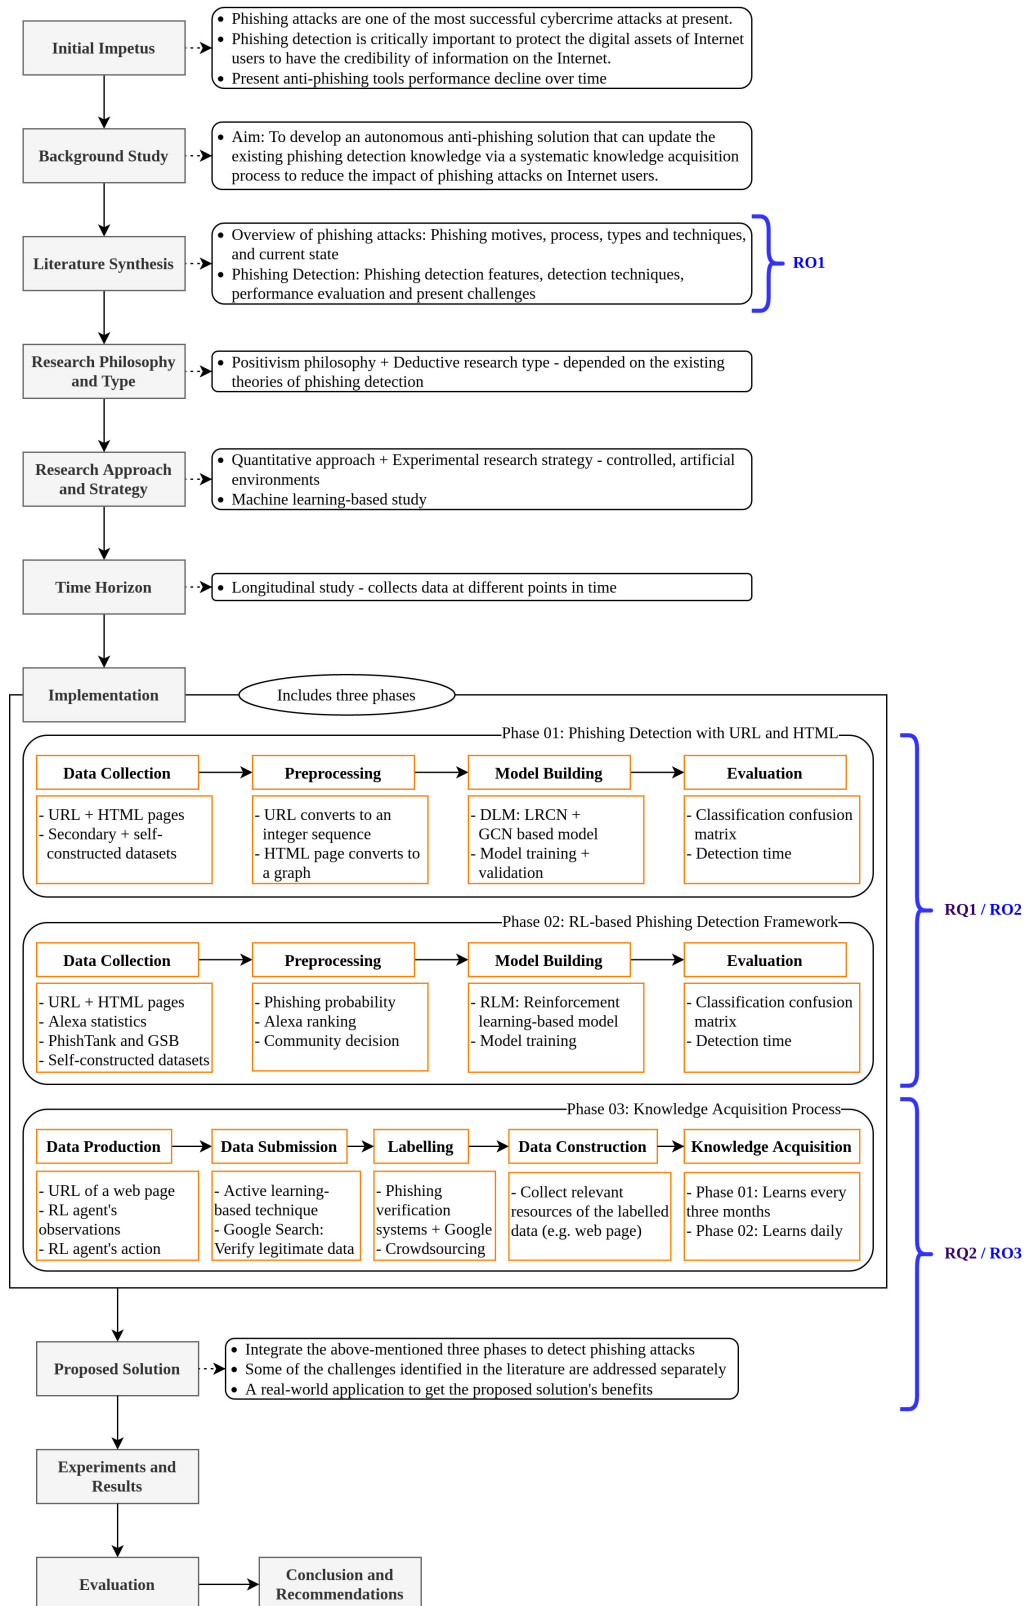 Initial Impetus
• Phishing attacks are one of the most successful cybercrime attacks at present.
• Phishing detection is critically important to protect the digital assets of Internet
users to have the credibility of information on the Internet.
• Present anti-phishing tools performance decline over time
Background Study
• Aim: To develop an autonomous anti-phishing solution that can update the
existing phishing detection knowledge via a systematic knowledge acquisition
process to reduce the impact of phishing attacks on Internet users.
Literature Synthesis
• Overview of phishing attacks: Phishing motives, process, types and techniques,
and current state
• Phishing Detection: Phishing detection features, detection techniques,
performance evaluation and present challenges
RO1
Research Philosophy
and Type
• Positivism philosophy + Deductive research type - depended on the existing
theories of phishing detection
Research Approach
and Strategy
• Quantitative approach + Experimental research strategy - controlled, artificial
environments
• Machine learning-based study
Time Horizon
• Longitudinal study - collects data at different points in time
Implementation
Includes three phases
Phase 01: Phishing Detection with URL and HTML
Data Collection
- URL + HTML pages
- Secondary + self-
constructed datasets
Preprocessing
- URL converts to an
integer sequence
- HTML page converts to
a graph
Model Building
- DLM: LRCN +
GCN based model
- Model training +
validation
Evaluation
- Classification confusion
matrix
- Detection time
Phase 02: RL-based Phishing Detection Framework
Data Collection
- URL + HTML pages
- Alexa statistics
- PhishTank and GSB
- Self-constructed datasets
Preprocessing
- Phishing probability
- Alexa ranking
- Community decision
Model Building
- RLM: Reinforcement
learning-based model
- Model training
Evaluation
- Classification confusion
matrix
- Detection time
RQ1 / RO2
Phase 03: Knowledge Acquisition Process
Data Production
- URL of a web page
- RL agent's
observations
- RL agent's action
Data Submission
- Active learning-
based technique
- Google Search:
Verify legitimate data
Labelling
- Phishing
verification
systems + Google
- Crowdsourcing
Data Construction
- Collect relevant
resources of the labelled
data (e.g. web page)
Knowledge Acquisition
- Phase 01: Learns every
three months
- Phase 02: Learns daily
RQ2 / RO3
Proposed Solution
• Integrate the above-mentioned three phases to detect phishing attacks
• Some of the challenges identified in the literature are addressed separately
• A real-world application to get the proposed solution's benefits
Experiments and
Results
Evaluation
Conclusion and
Recommendations